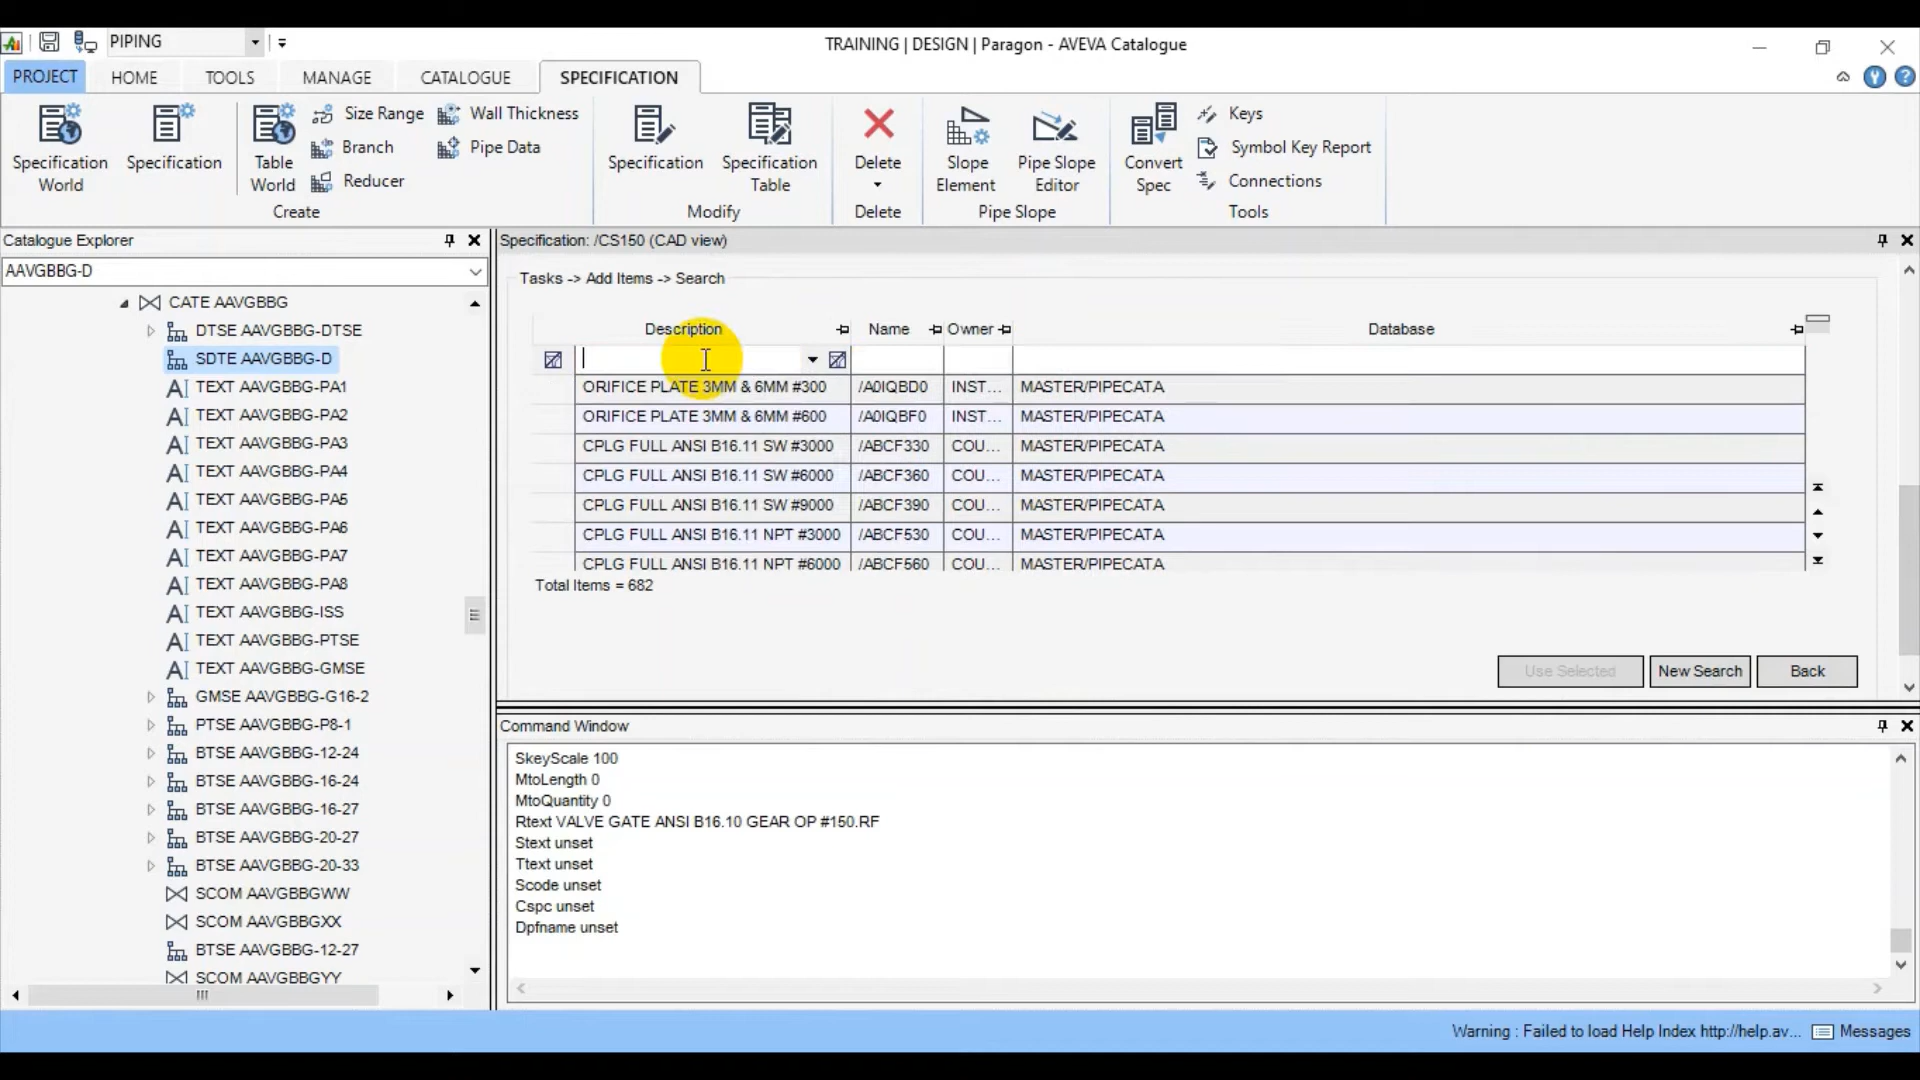 PIPING
TRAINING | DESIGN | Paragon - AVEVA Catalogue
PROJECT HOME TOOLS MANAGE CATALOGUE SPECIFICATION
Specification World
Specification
Table World
Size Range
Branch
Reducer
Wall Thickness
Pipe Data
Create
Specification
Specification Table
Modify
Delete
Delete
Slope Element
Pipe Slope Editor
Pipe Slope
Convert Spec
Keys
Symbol Key Report
Connections
Tools
Catalogue Explorer
AAVGBBG-D
CATE AAVGBBG
DTSE AAVGBBG-DTSE
SDTE AAVGBBG-D
TEXT AAVGBBG-PA1
TEXT AAVGBBG-PA2
TEXT AAVGBBG-PA3
TEXT AAVGBBG-PA4
TEXT AAVGBBG-PA5
TEXT AAVGBBG-PA6
TEXT AAVGBBG-PA7
TEXT AAVGBBG-PA8
TEXT AAVGBBG-ISS
TEXT AAVGBBG-PTSE
TEXT AAVGBBG-GMSE
GMSE AAVGBBG-G16-2
PTSE AAVGBBG-P8-1
BTSE AAVGBBG-12-24
BTSE AAVGBBG-16-24
BTSE AAVGBBG-16-27
BTSE AAVGBBG-20-27
BTSE AAVGBBG-20-33
SCOM AAVGBBGWW
SCOM AAVGBBGXX
BTSE AAVGBBG-12-27
SCOM AAVGBBGYY
Specification: /CS150 (CAD view)
Tasks -> Add Items -> Search
Description Name Owner Database
ORIFICE PLATE 3MM & 6MM #300 /A0IQBD0 INST... MASTER/PIPECATA
ORIFICE PLATE 3MM & 6MM #600 /A0IQBF0 INST... MASTER/PIPECATA
CPLG FULL ANSI B16.11 SW #3000 /ABCF330 COU... MASTER/PIPECATA
CPLG FULL ANSI B16.11 SW #6000 /ABCF360 COU... MASTER/PIPECATA
CPLG FULL ANSI B16.11 SW #9000 /ABCF390 COU... MASTER/PIPECATA
CPLG FULL ANSI B16.11 NPT #3000 /ABCF530 COU... MASTER/PIPECATA
CPLG FULL ANSI B16.11 NPT #6000 /ABCF560 COU... MASTER/PIPECATA
Total Items = 682
Use Selected New Search Back
Command Window
SkeyScale 100
MtoLength 0
MtoQuantity 0
Rtext VALVE GATE ANSI B16.10 GEAR OP #150.RF
Stext unset
Ttext unset
Scode unset
Cspc unset
Dpfname unset
Warning : Failed to load Help Index http://help.av... Messages